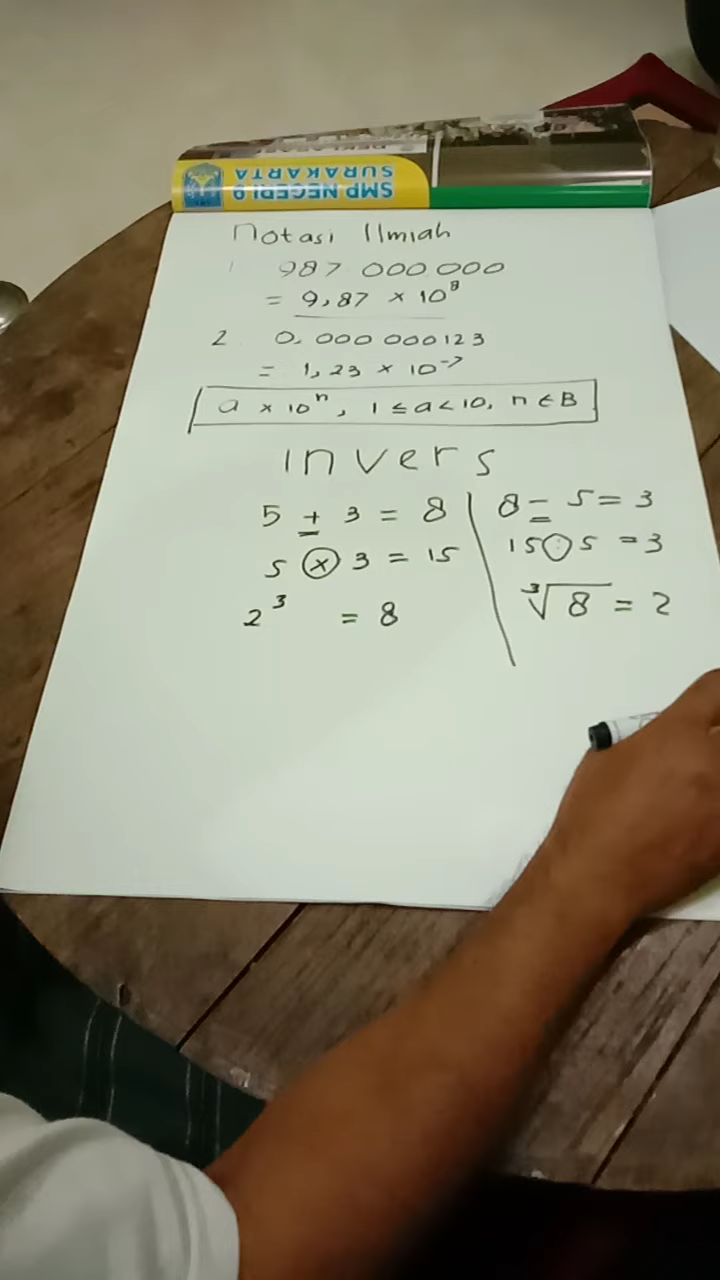 SMP NEGERI 9
SURAKARTA
Notasi Ilmiah
1 987 000 000
= 9,87 × 10⁸
2. 0,000 000 123
= 1,23 × 10⁻⁷
a × 10ⁿ, 1 ≤ a < 10, n ∈ B
Invers
5 + 3 = 8 | 8 - 5 = 3
5 × 3 = 15 | 15 : 5 = 3
2³ = 8 | ³√8 = 2